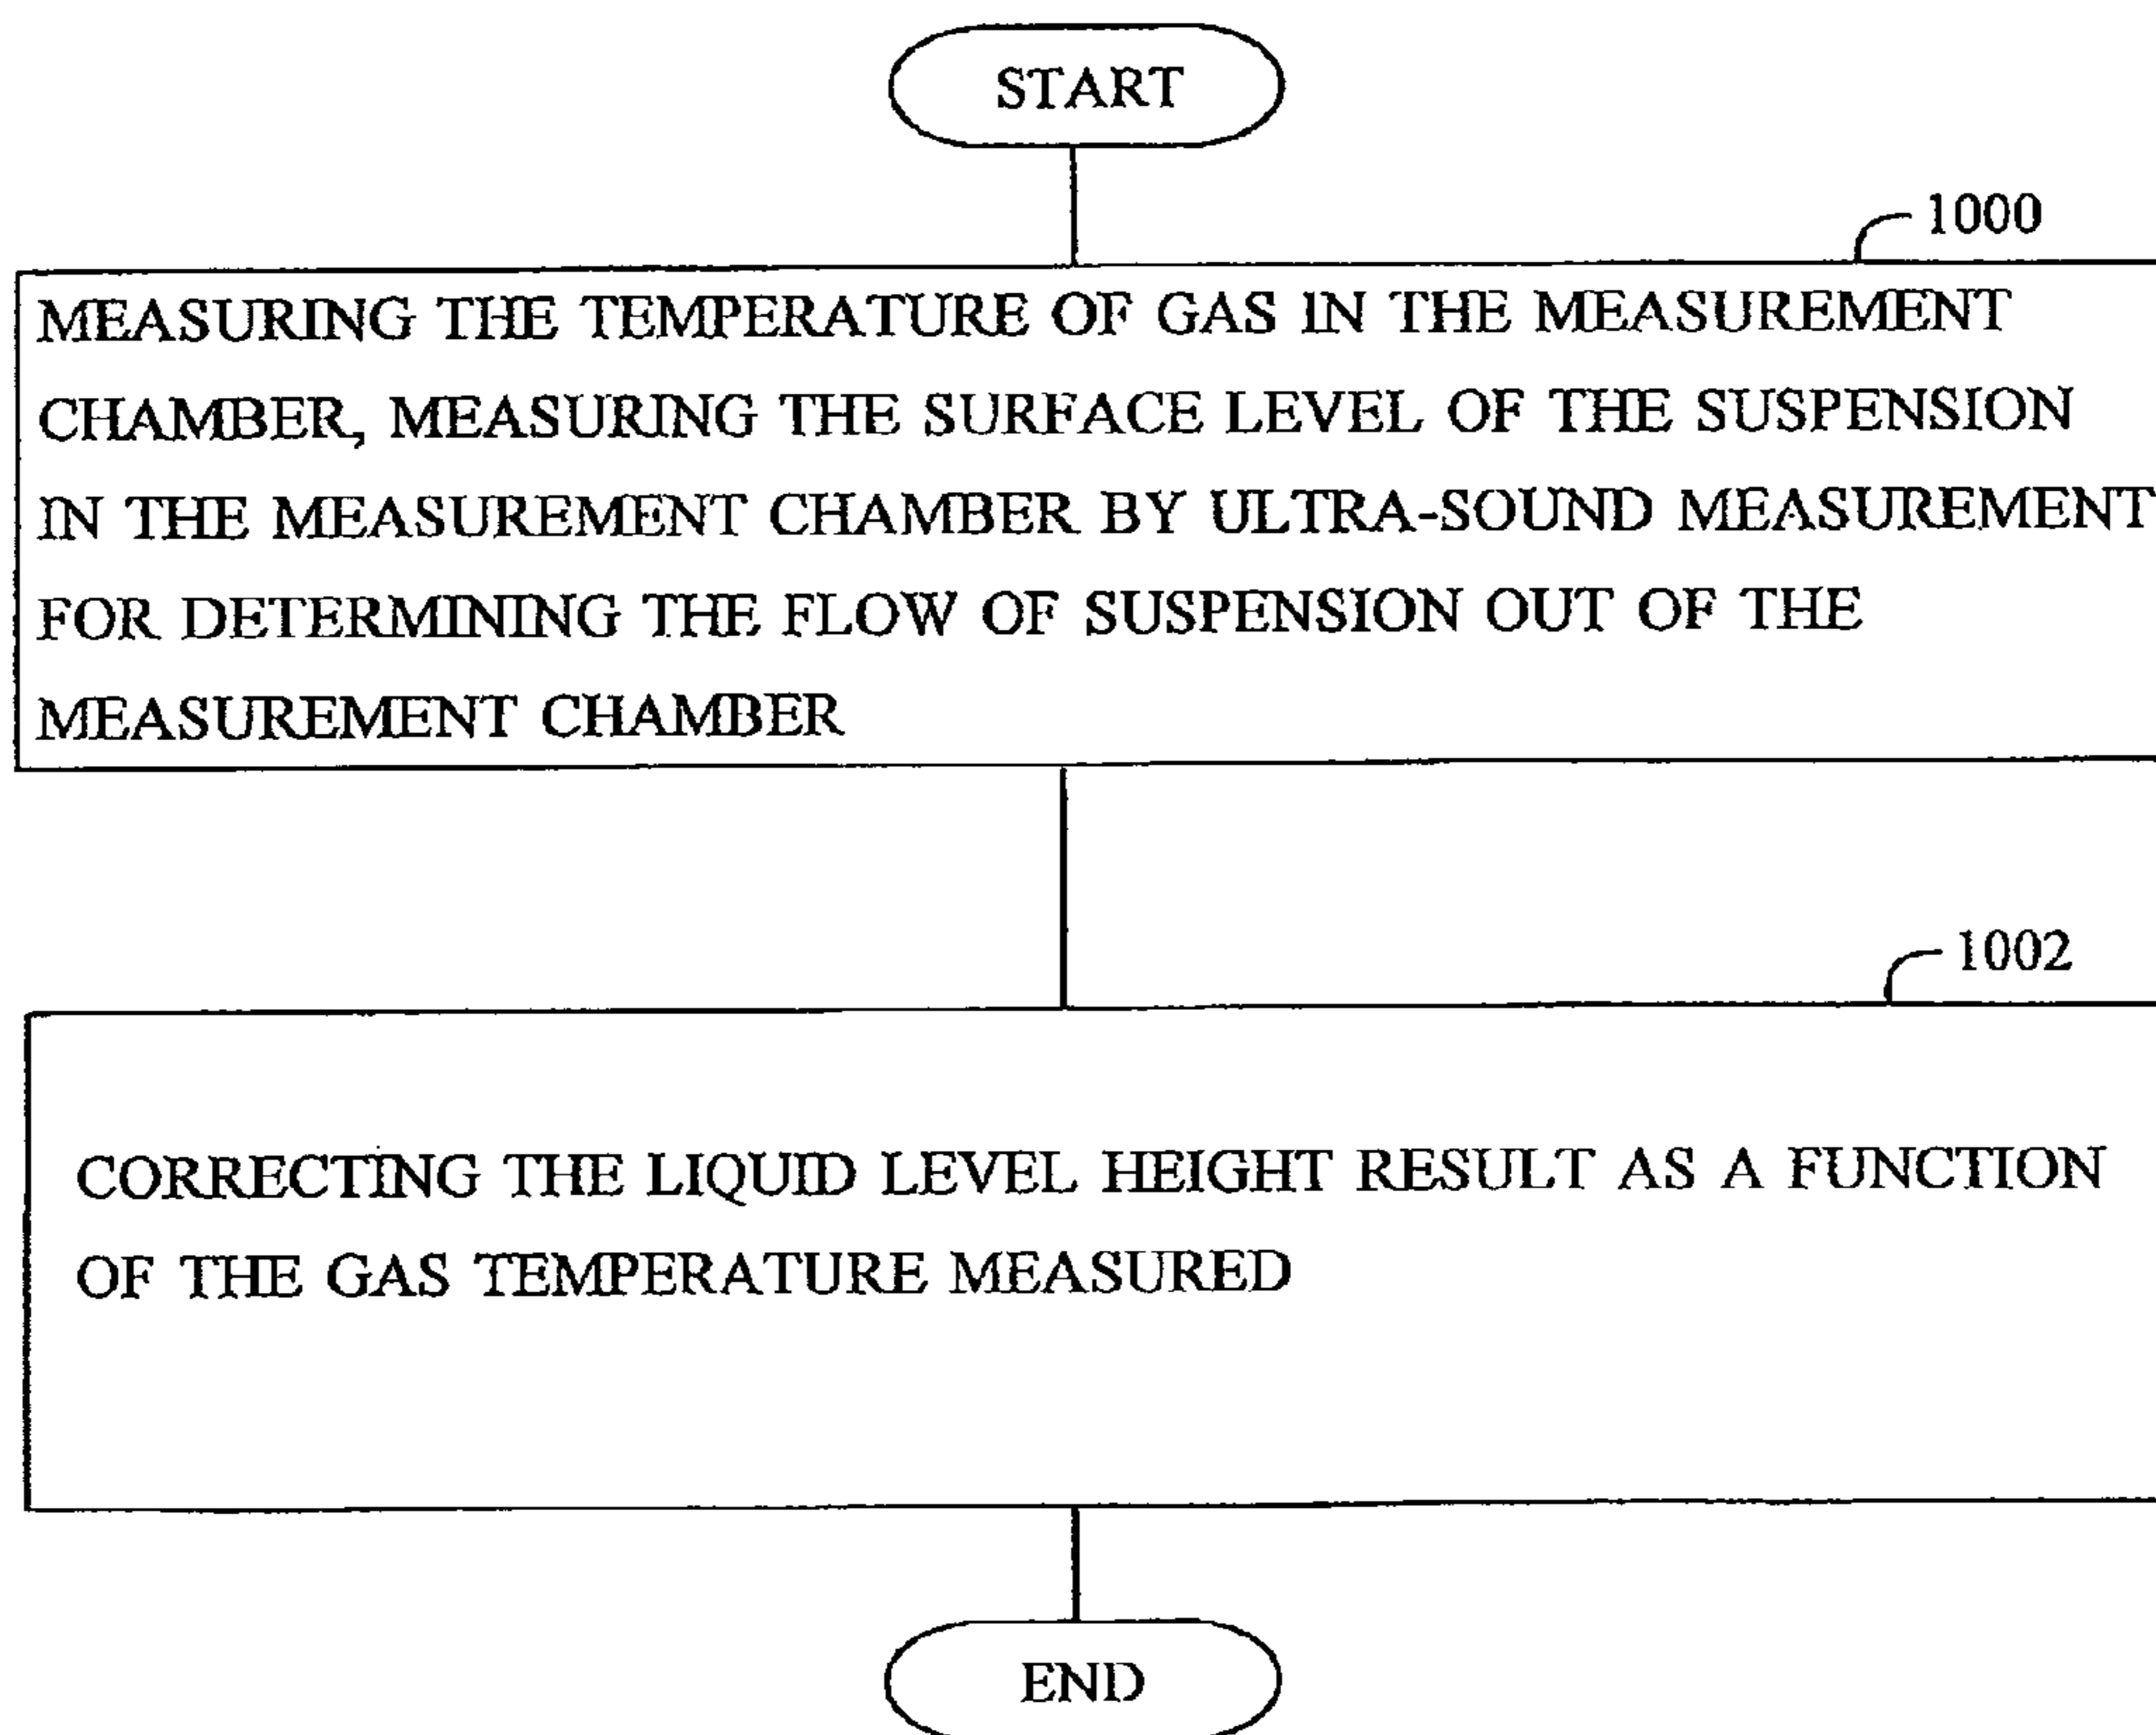 START
1000
MEASURING THE TEMPERATURE OF GAS IN THE MEASUREMENT
CHAMBER, MEASURING THE SURFACE LEVEL OF THE SUSPENSION
IN THE MEASUREMENT CHAMBER BY ULTRA-SOUND MEASUREMENT
FOR DETERMINING THE FLOW OF SUSPENSION OUT OF THE
MEASUREMENT CHAMBER
1002
CORRECTING THE LIQUID LEVEL HEIGHT RESULT AS A FUNCTION
OF THE GAS TEMPERATURE MEASURED
END